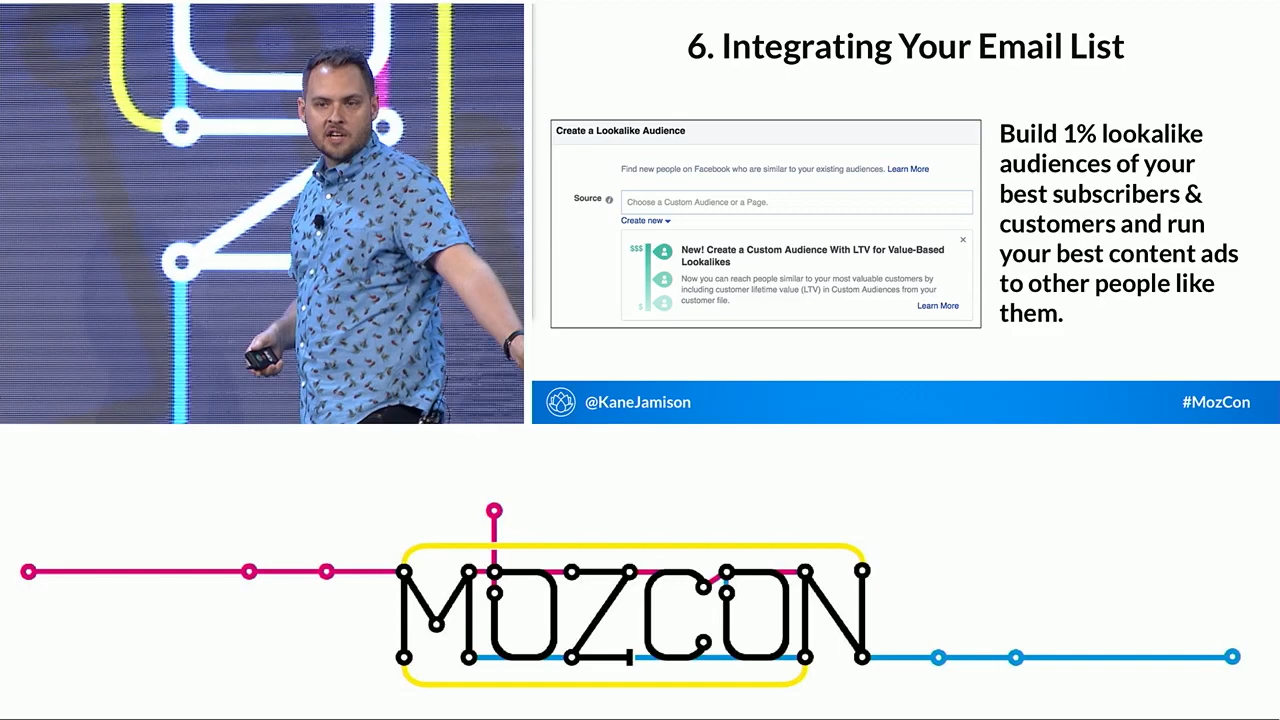 6. Integrating Your Email List
Create a Lookalike Audience
Find new people on Facebook who are similar to your existing audiences. Learn More
Source
Choose a Custom Audience or a Page.
Create new
$$$
New! Create a Custom Audience With LTV for Value-Based
Lookalikes
Now you can reach people similar to your most valuable customers by
including customer lifetime value (LTV) in Custom Audiences from your
customer file.
$
Learn More
Build 1% lookalike
audiences of your
best subscribers &
customers and run
your best content ads
to other people like
them.
@KaneJamison
#MozCon
MOZCON